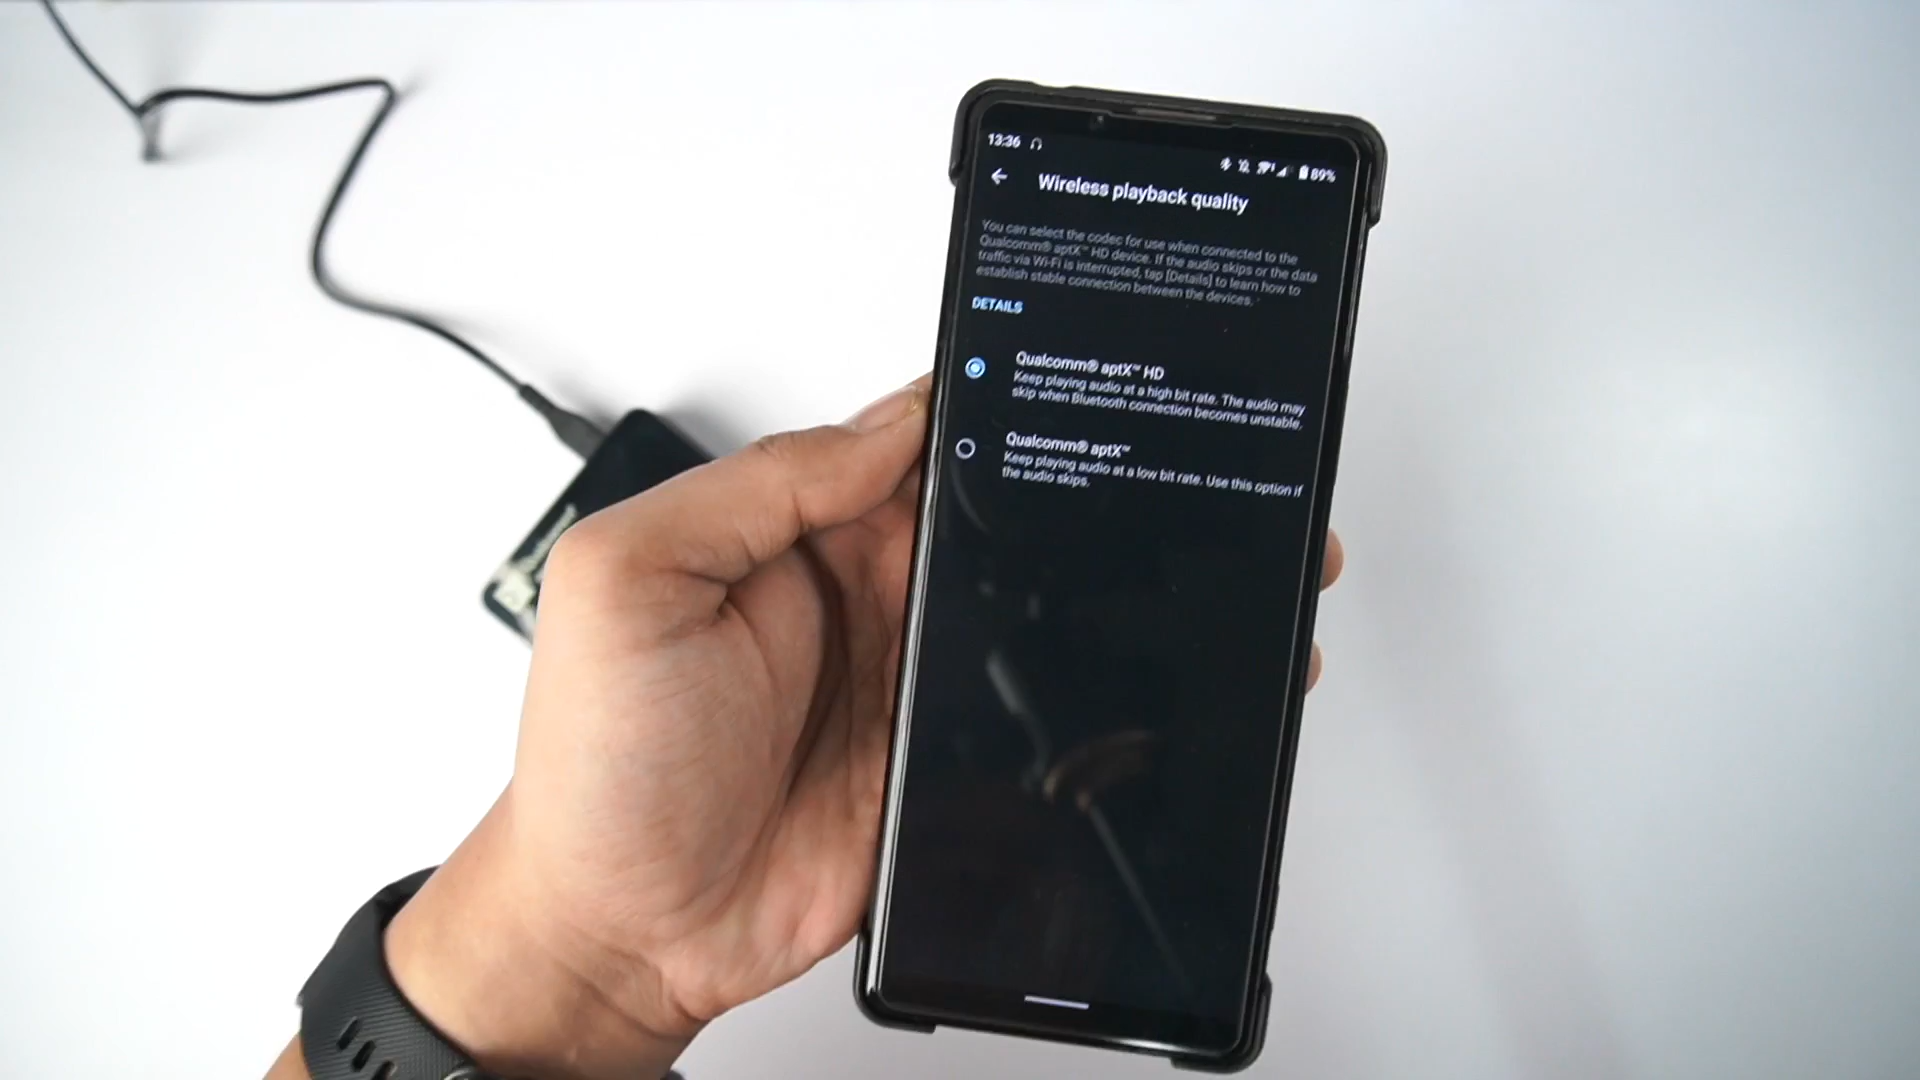 13:36
89%
Wireless playback quality
You can select the codec for use when connected to the
Qualcomm® aptX™ HD device. If the audio skips or the data
traffic via Wi-Fi is interrupted, tap [Details] to learn how to
establish stable connection between the devices.
DETAILS
Qualcomm® aptX™ HD
Keep playing audio at a high bit rate. The audio may
skip when Bluetooth connection becomes unstable.
Qualcomm® aptX™
Keep playing audio at a low bit rate. Use this option if
the audio skips.